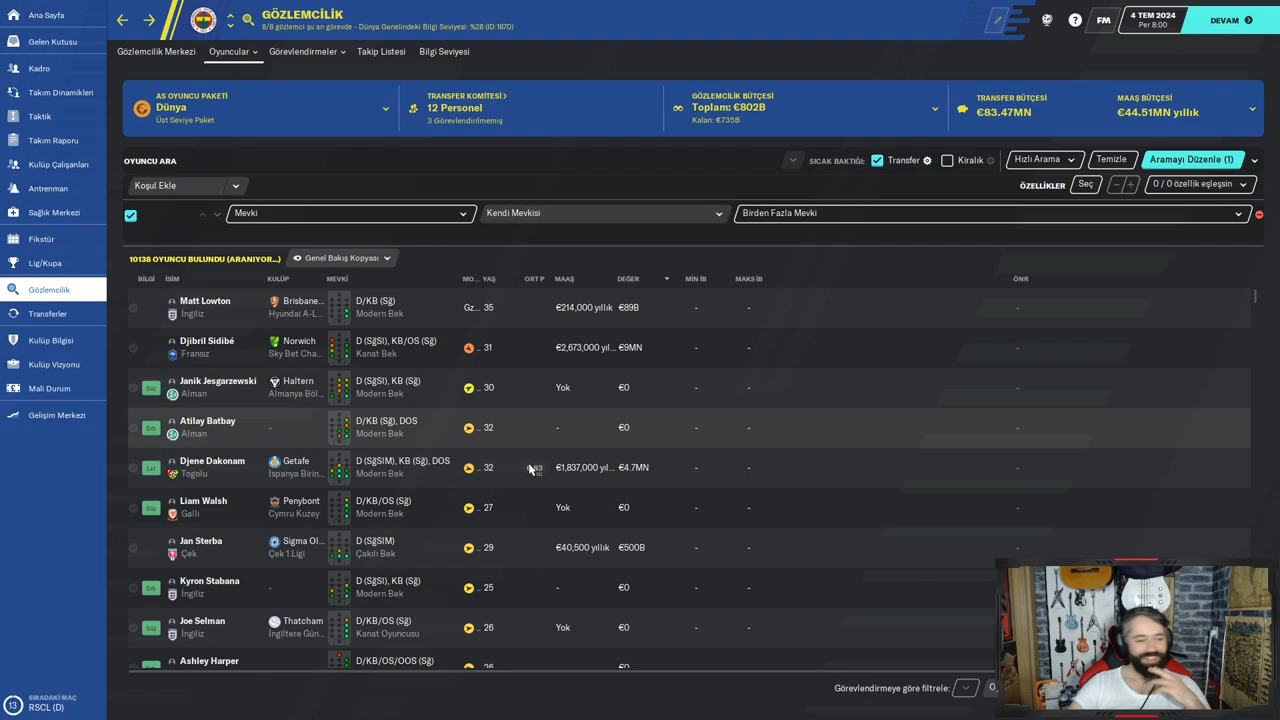 Ana Sayfa
Gelen Kutusu
Kadro
Takım Dinamikleri
Taktik
Takım Raporu
Kulüp Çalışanları
Antrenman
Sağlık Merkezi
Fikstür
Lig/Kupa
Gözlemcilik
Transferler
Kulüp Bilgisi
Kulüp Vizyonu
Mali Durum
Gelişim Merkezi
13
SIRADAKİ MAÇ
RSCL (D)
GÖZLEMCİLİK
8/8 gözlemci şu an görevde - Dünya Genelindeki Bilgi Seviyesi: %28 (ID:1870)
FM
4 TEM 2024
Per 8:00
DEVAM
Gözlemcilik Merkezi Oyuncular Görevlendirmeler Takip Listesi Bilgi Seviyesi
AS OYUNCU PAKETİ
Dünya
Üst Seviye Paket
TRANSFER KOMİTESİ >
12 Personel
3 Görevlendirilmemiş
GÖZLEMCİLİK BÜTÇESİ
Toplam: €802B
Kalan: €735B
TRANSFER BÜTÇESİ
€83.47MN
MAAŞ BÜTÇESİ
€44.51MN yıllık
OYUNCU ARA
SICAK BAKTIĞI: Transfer Kiralık Hızlı Arama Temizle Aramayı Düzenle (1)
Koşul Ekle
ÖZELLİKLER Seç -/+ 0 / 0 özellik eşleşsin
Mevki Kendi Mevkisi Birden Fazla Mevki
10138 OYUNCU BULUNDU (ARANIYOR...) Genel Bakış Kopyası
BİLGİ İSİM KULÜP MEVKİ MO... YAŞ ORT P MAAŞ DEĞER MİN İB MAKS İB ÖNR
Matt Lowton Brisbane... D/KB (Sğ) Gz... 35 €214,000 yıllık €89B - - -
İngiliz Hyundai A-L... Modern Bek
Djibril Sidibé Norwich D (SğSl), KB/OS (Sğ) .. 31 €2,673,000 yıl... €9MN - - -
Fransız Sky Bet Cha... Kanat Bek
Söz Janik Jesgarzewski Haltern D (SğSl), KB (Sğ) .. 30 Yok €0 - - -
Alman Almanya Böl... Modern Bek
Srb Atilay Batbay - D/KB (Sğ), DOS .. 32 - €0 - - -
Alman Modern Bek
Lst Djene Dakonam Getafe D (SğSlM), KB (Sğ), DOS .. 32 €1,837,000 yıl... €4.7MN - - -
Togolu İspanya Birin... Modern Bek
Söz Liam Walsh Penybont D/KB/OS (Sğ) .. 27 Yok €0 - - -
Galli Cymru Kuzey Modern Bek
Jan Sterba Sigma Ol... D (SğSlM) .. 29 €40,500 yıllık €500B - - -
Çek Çek 1.Ligi Çakılı Bek
Srb Kyron Stabana - D (SğSl), KB (Sğ) .. 25 - €0 - - -
İngiliz Modern Bek
Söz Joe Selman Thatcham D/KB/OS (Sğ) .. 26 Yok €0 - -
İngiliz İngiltere Gün... Kanat Oyuncusu
Ashley Harper D/KB/OS/OOS (Sğ) 26 €0
Görevlendirmeye göre filtrele: